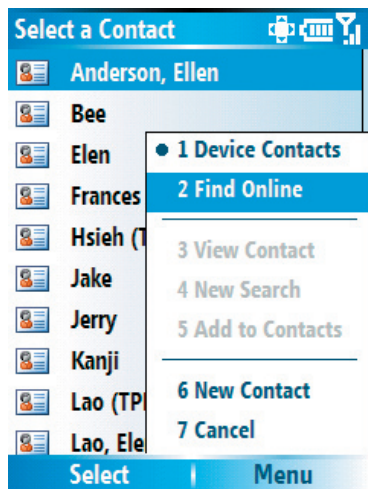 Select a Contact
Anderson, Ellen
Bee
Elen
Frances
Hsieh (T
Jake
Jerry
Kanji
Lao (TP
Lao, Ele
1 Device Contacts
2 Find Online
3 View Contact
4 New Search
5 Add to Contacts
6 New Contact
7 Cancel
Select
Menu